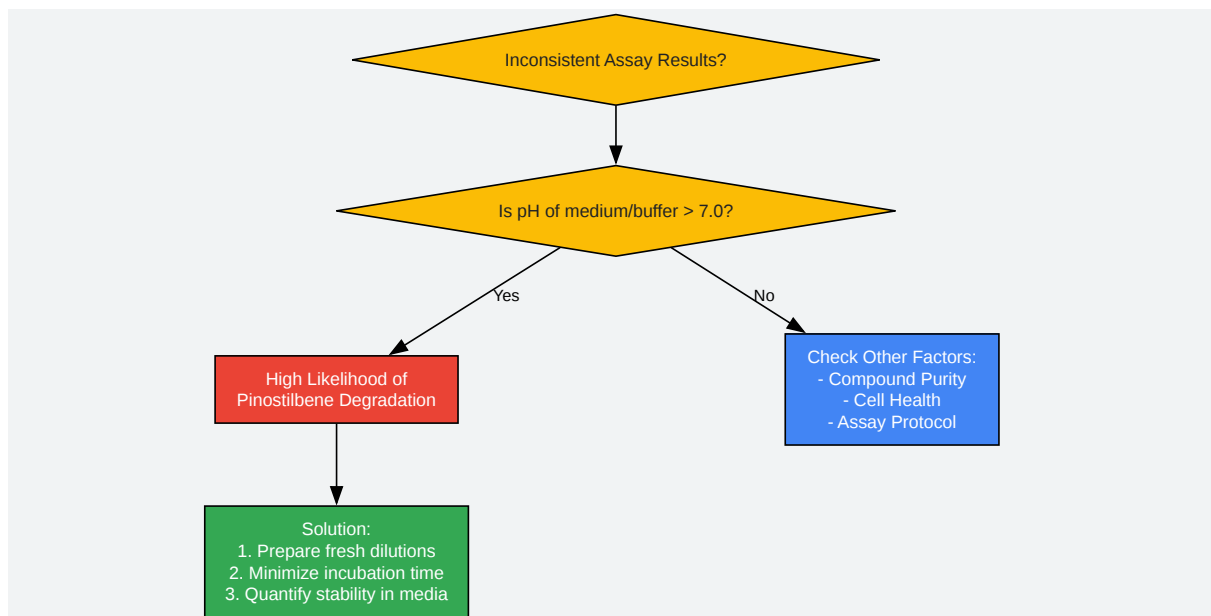 Inconsistent Assay Results?
Is pH of medium/buffer > 7.0?
Yes
No
High Likelihood of
Pinostilbene Degradation
Check Other Factors:
- Compound Purity
- Cell Health
- Assay Protocol
Solution:
1. Prepare fresh dilutions
2. Minimize incubation time
3. Quantify stability in media